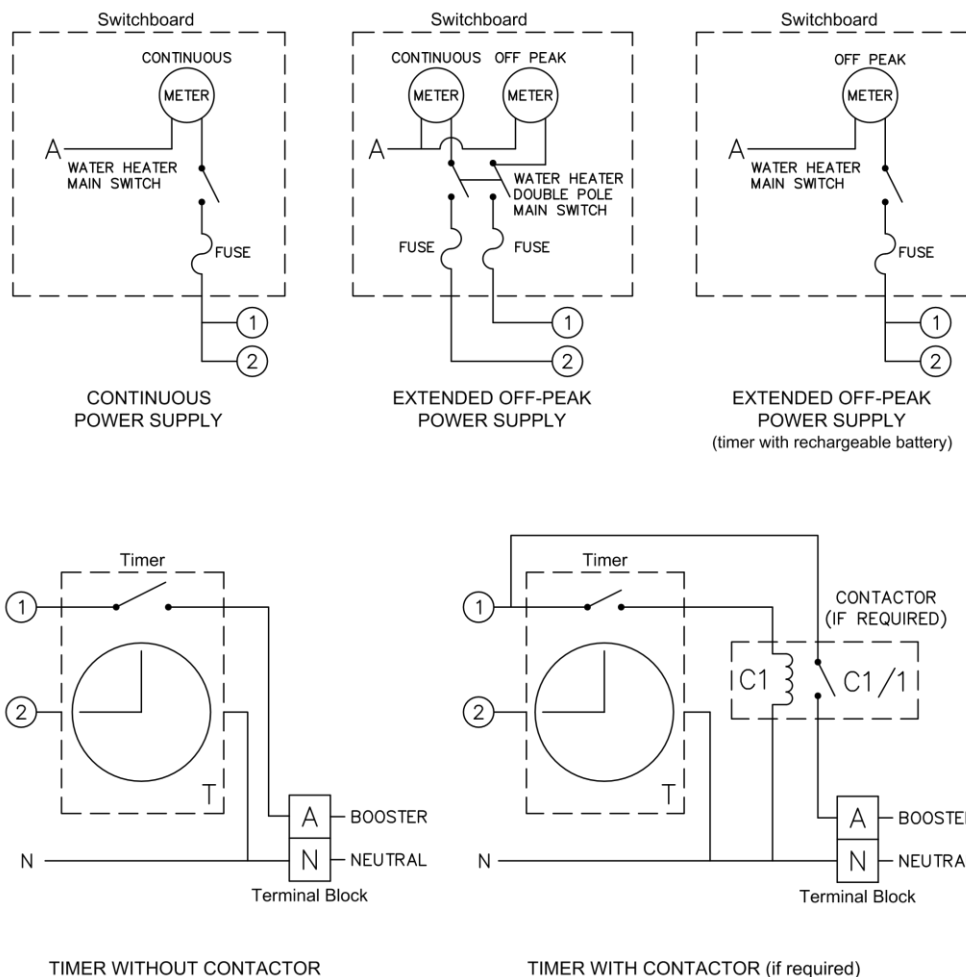 Switchboard
CONTINUOUS
METER
A
WATER HEATER
MAIN SWITCH
FUSE
1
2
CONTINUOUS
POWER SUPPLY
Switchboard
CONTINUOUS OFF PEAK
METER METER
A
WATER HEATER
DOUBLE POLE
MAIN SWITCH
FUSE FUSE
1
2
EXTENDED OFF-PEAK
POWER SUPPLY
Switchboard
OFF PEAK
METER
A
WATER HEATER
MAIN SWITCH
FUSE
1
2
EXTENDED OFF-PEAK
POWER SUPPLY
(timer with rechargeable battery)
Timer
1
2
T
A BOOSTER
N N NEUTRAL
Terminal Block
TIMER WITHOUT CONTACTOR
Timer
1
CONTACTOR
(IF REQUIRED)
C1 C1/1
2
T
A BOOSTER
N N NEUTRA
Terminal Block
TIMER WITH CONTACTOR (if required)